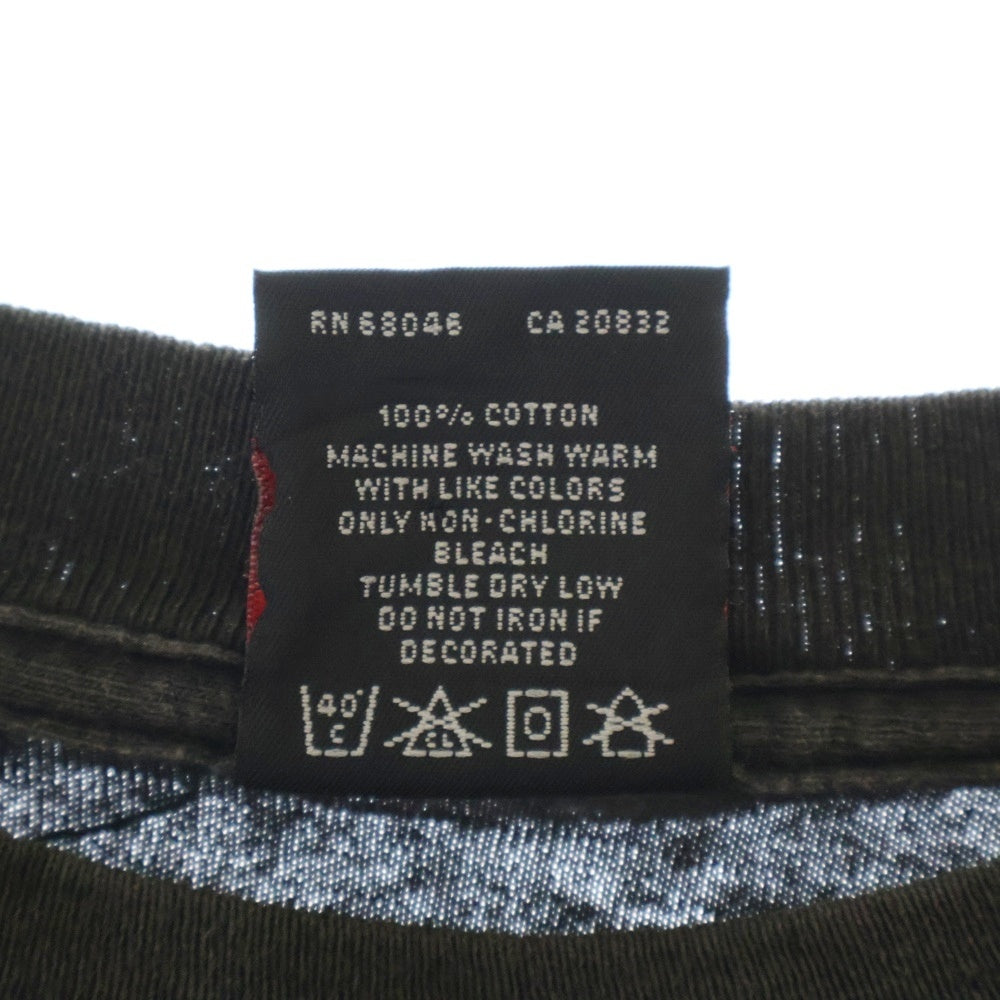 RN 68046 CA 20832
100% COTTON
MACHINE WASH WARM
WITH LIKE COLORS
ONLY NON-CHLORINE
BLEACH
TUMBLE DRY LOW
DO NOT IRON IF
DECORATED
40°
C
CL